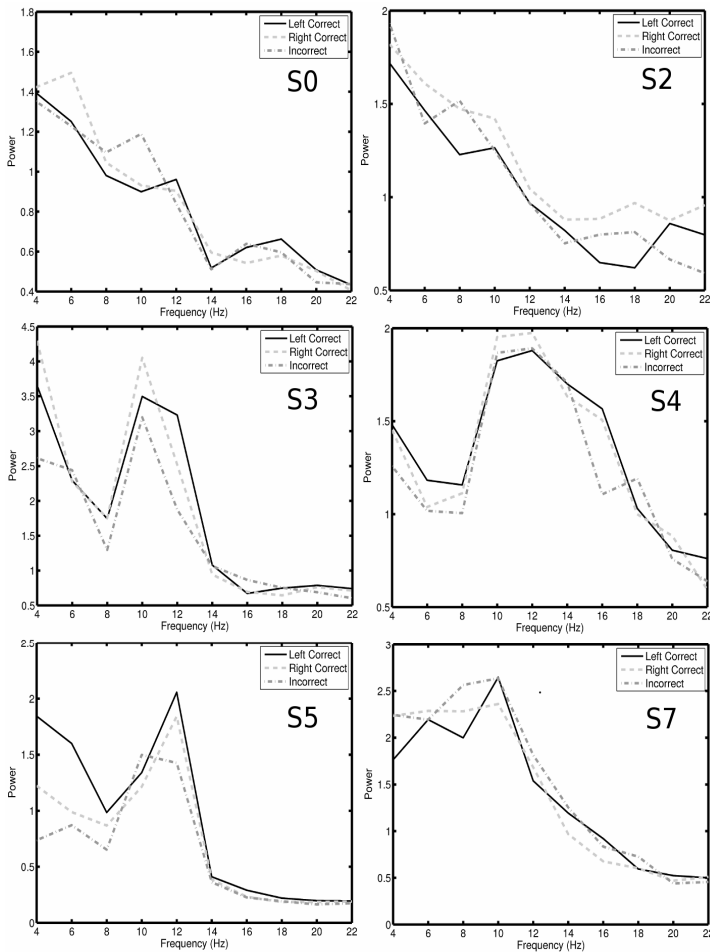 1.8
1.6
1.4
1.2
1
0.8
0.6
0.4
Power
Left Correct
Right Correct
Incorrect
S0
4 6 8 10 12 14 16 18 20 22
Frequency (Hz)
2
1.5
1
0.5
Power
Left Correct
Right Correct
Incorrect
S2
4 6 8 10 12 14 16 18 20 22
Frequency (Hz)
4.5
4
3.5
3
2.5
2
1.5
1
0.5
Power
Left Correct
Right Correct
Incorrect
S3
4 6 8 10 12 14 16 18 20 22
Frequency (Hz)
2
1.5
1
0.5
Power
Left Correct
Right Correct
Incorrect
S4
4 6 8 10 12 14 16 18 20 22
Frequency (Hz)
2.5
2
1.5
1
0.5
0
Power
Left Correct
Right Correct
Incorrect
S5
4 6 8 10 12 14 16 18 20 22
Frequency (Hz)
3
2.5
2
1.5
1
0.5
0
Power
Left Correct
Right Correct
Incorrect
S7
4 6 8 10 12 14 16 18 20 22
Frequency (Hz)